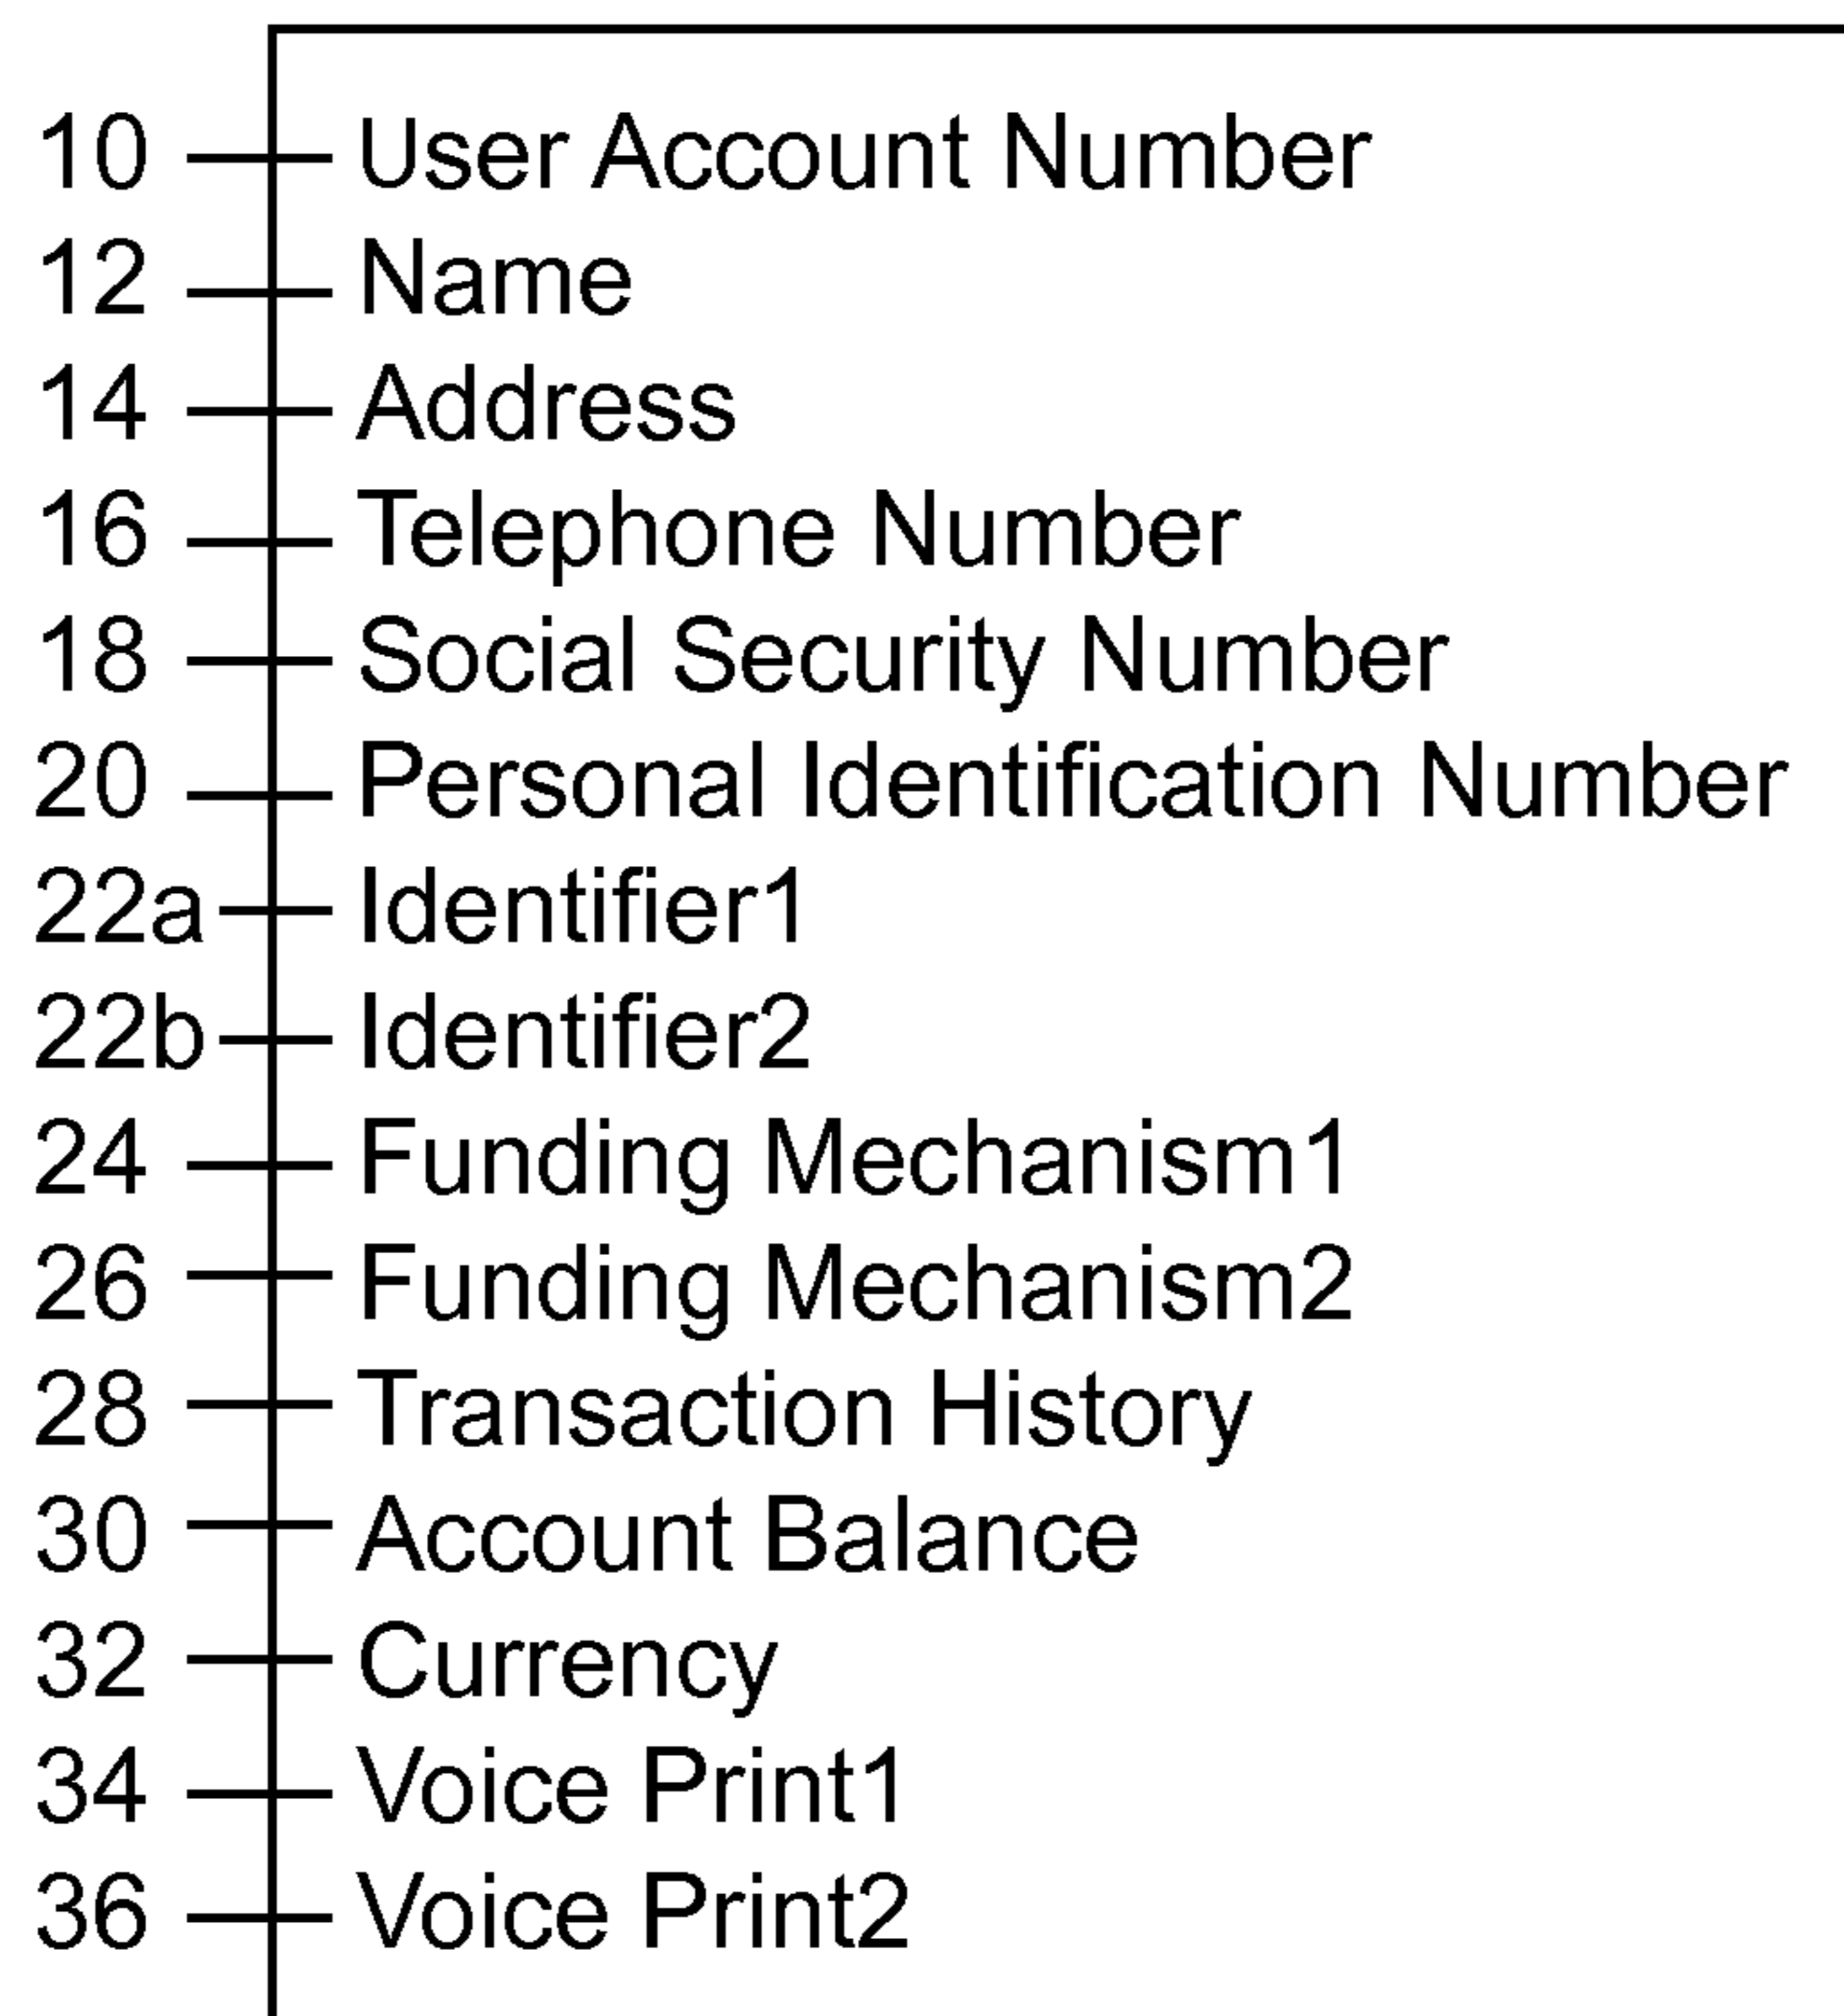 10 User Account Number
12 Name
14 Address
16 Telephone Number
18 Social Security Number
20 Personal Identification Number
22a Identifier1
22b Identifier2
24 Funding Mechanism1
26 Funding Mechanism2
28 Transaction History
30 Account Balance
32 Currency
34 Voice Print1
36 Voice Print2